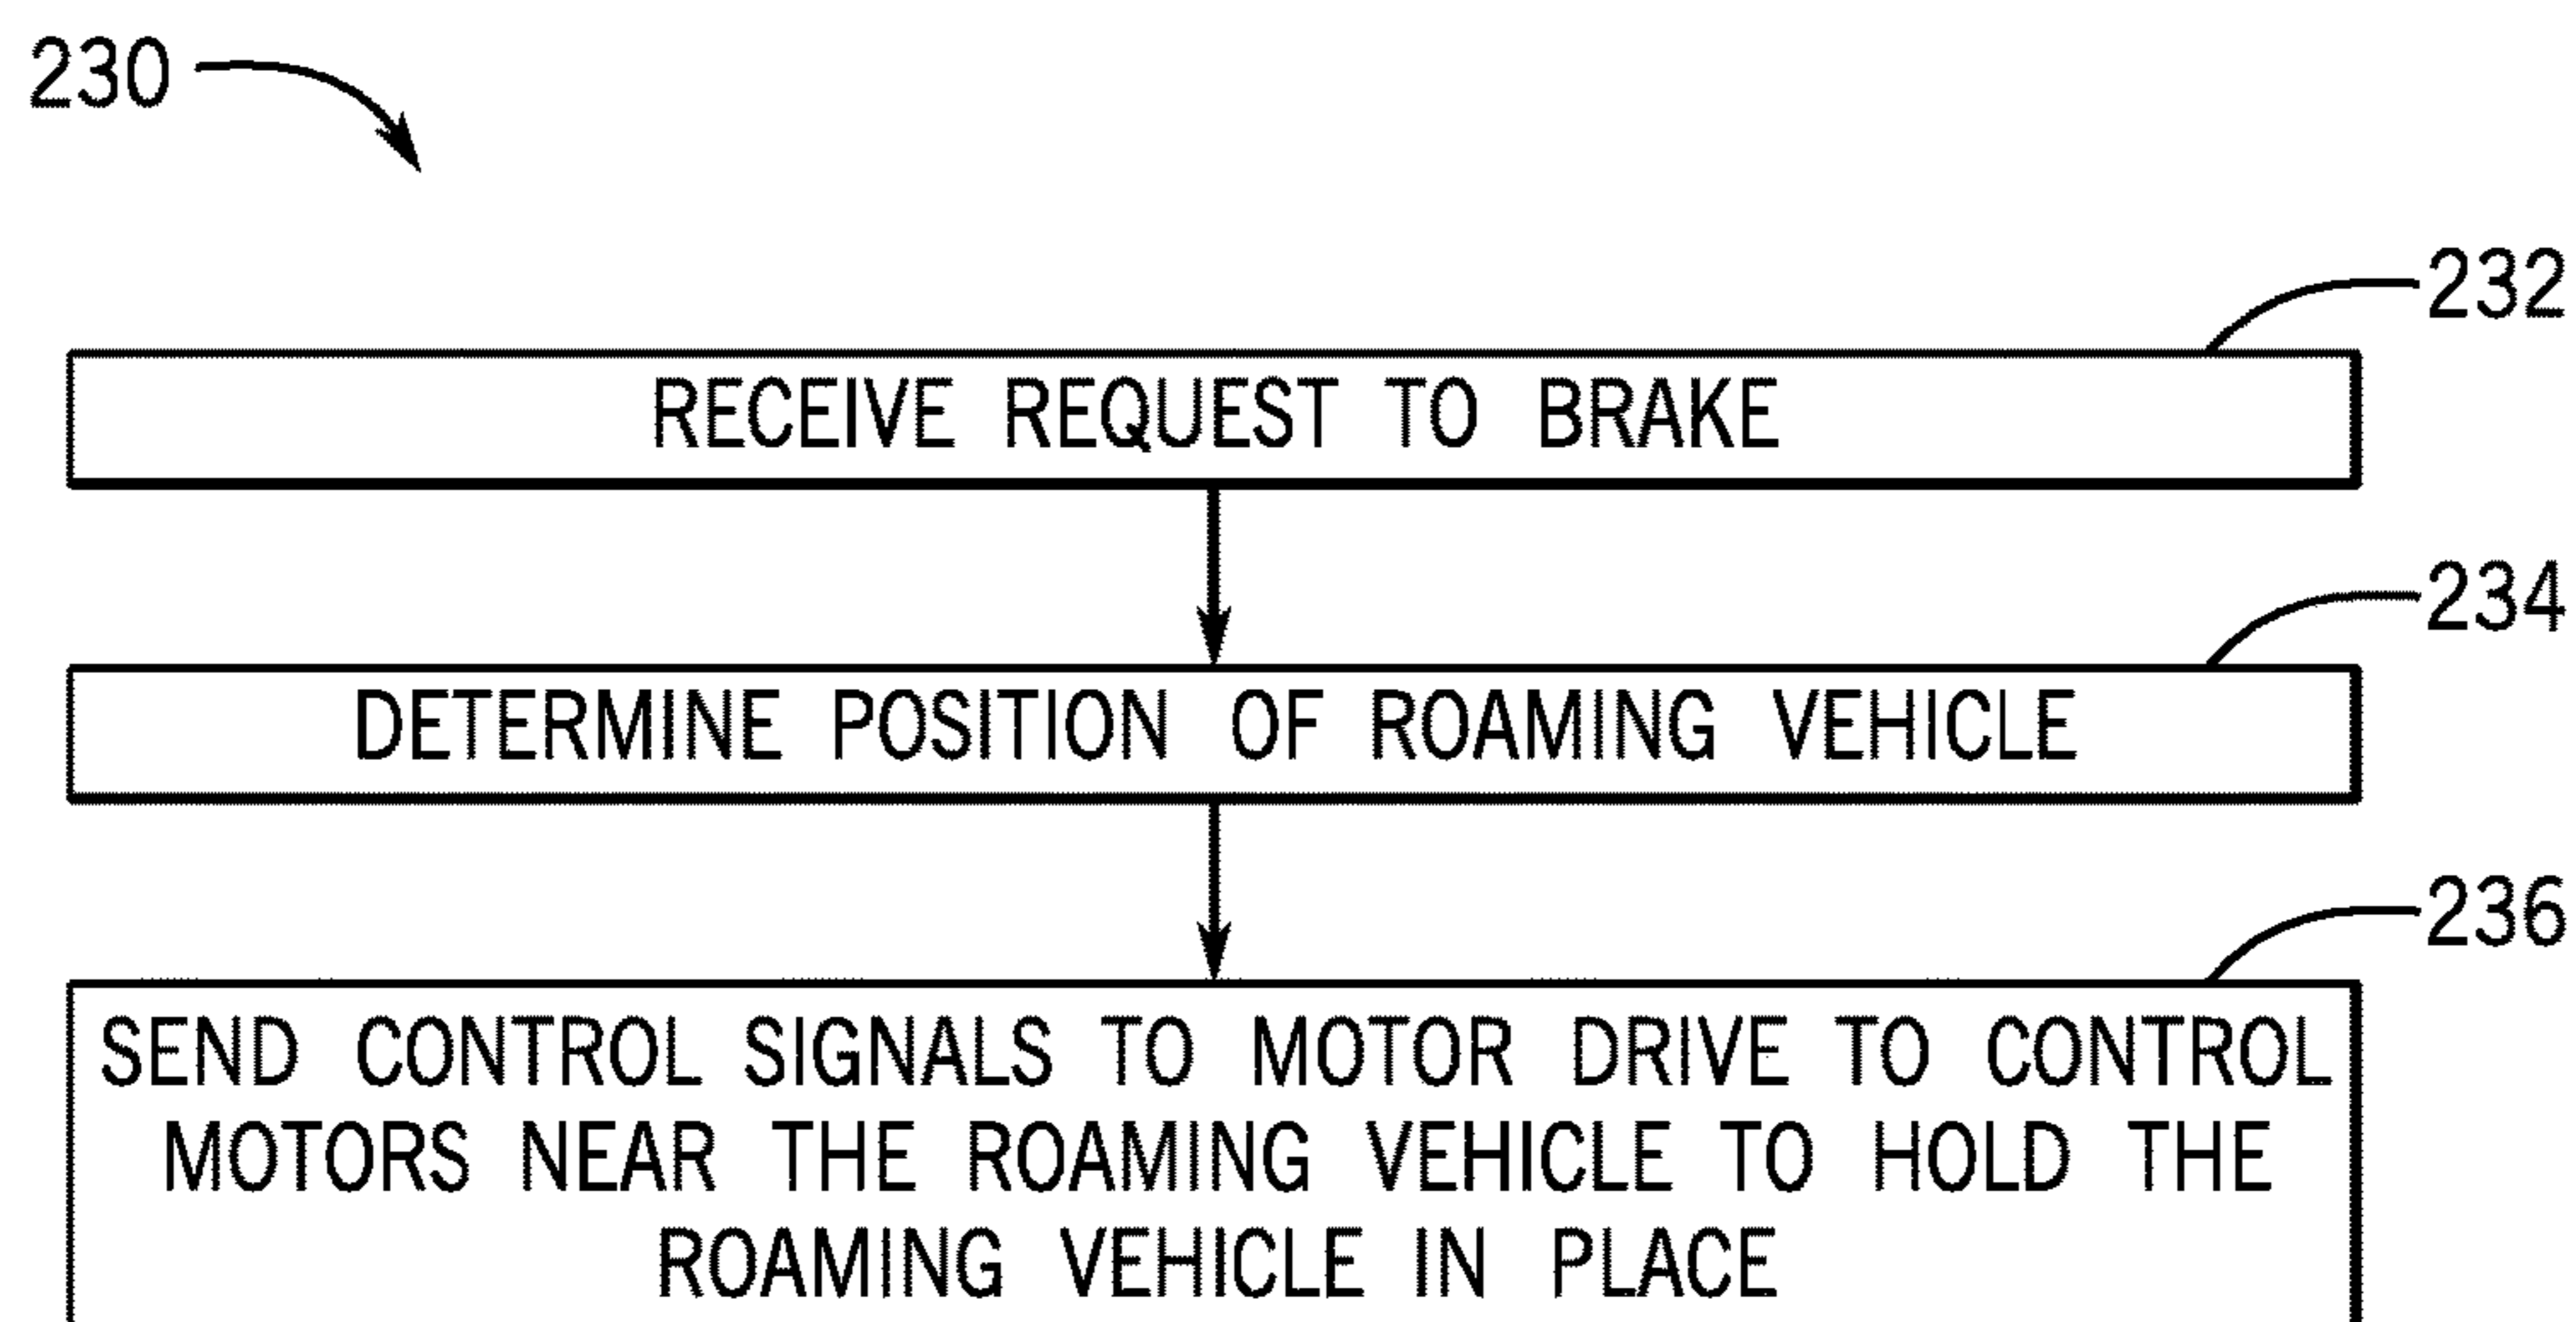 230
232
RECEIVE REQUEST TO BRAKE
234
DETERMINE POSITION OF ROAMING VEHICLE
236
SEND CONTROL SIGNALS TO MOTOR DRIVE TO CONTROL
MOTORS NEAR THE ROAMING VEHICLE TO HOLD THE
ROAMING VEHICLE IN PLACE